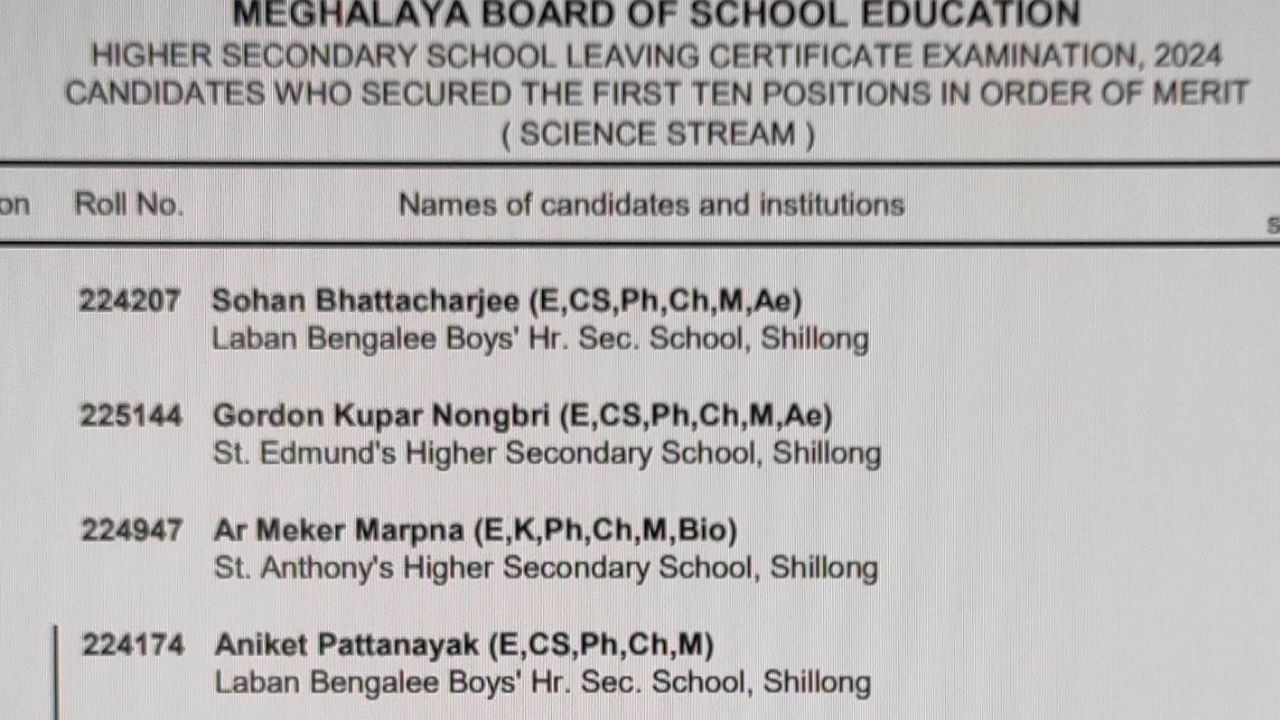 MEGHALAYA BOARD OF SCHOOL EDUCATION
HIGHER SECONDARY SCHOOL LEAVING CERTIFICATE EXAMINATION, 2024
CANDIDATES WHO SECURED THE FIRST TEN POSITIONS IN ORDER OF MERIT
( SCIENCE STREAM )
on Roll No. Names of candidates and institutions s
224207 Sohan Bhattacharjee (E,CS,Ph,Ch,M,Ae)
Laban Bengalee Boys' Hr. Sec. School, Shillong
225144 Gordon Kupar Nongbri (E,CS,Ph,Ch,M,Ae)
St. Edmund's Higher Secondary School, Shillong
224947 Ar Meker Marpna (E,K,Ph,Ch,M,Bio)
St. Anthony's Higher Secondary School, Shillong
224174 Aniket Pattanayak (E,CS,Ph,Ch,M)
Laban Bengalee Boys' Hr. Sec. School, Shillong